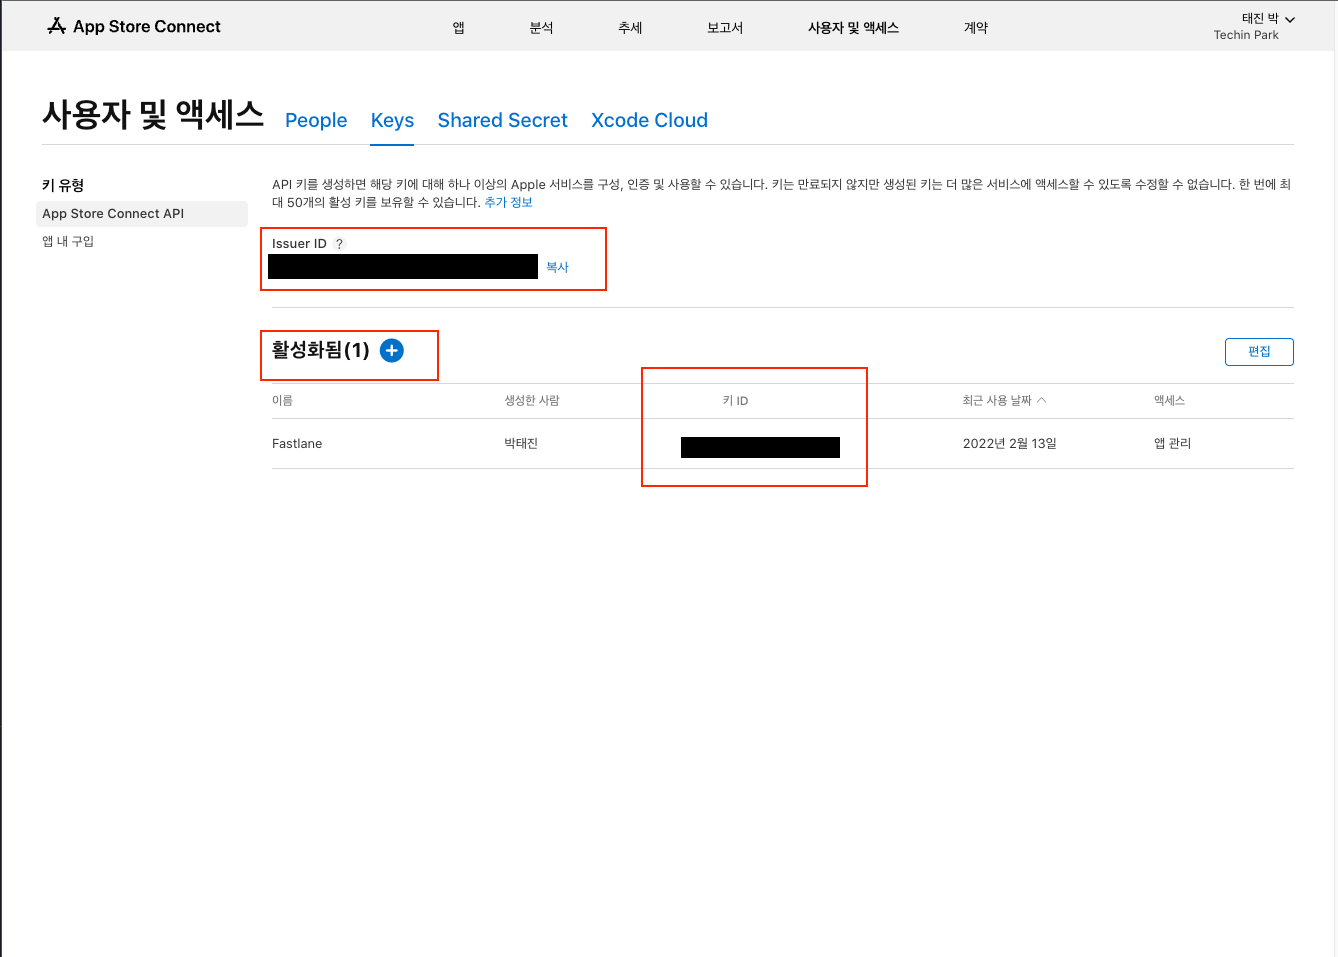 App Store Connect
앱
분석
추세
보고서
사용자 및 액세스
계약
태진 박
Techin Park
사용자 및 액세스
People
Keys
Shared Secret
Xcode Cloud
키 유형
App Store Connect API
앱 내 구입
API 키를 생성하면 해당 키에 대해 하나 이상의 Apple 서비스를 구성, 인증 및 사용할 수 있습니다. 키는 만료되지 않지만 생성된 키는 더 많은 서비스에 액세스할 수 있도록 수정할 수 없습니다. 한 번에 최
대 50개의 활성 키를 보유할 수 있습니다. 추가 정보
Issuer ID ?
복사
활성화됨(1)
편집
이름
생성한 사람
키 ID
최근 사용 날짜
액세스
Fastlane
박태진
2022년 2월 13일
앱 관리